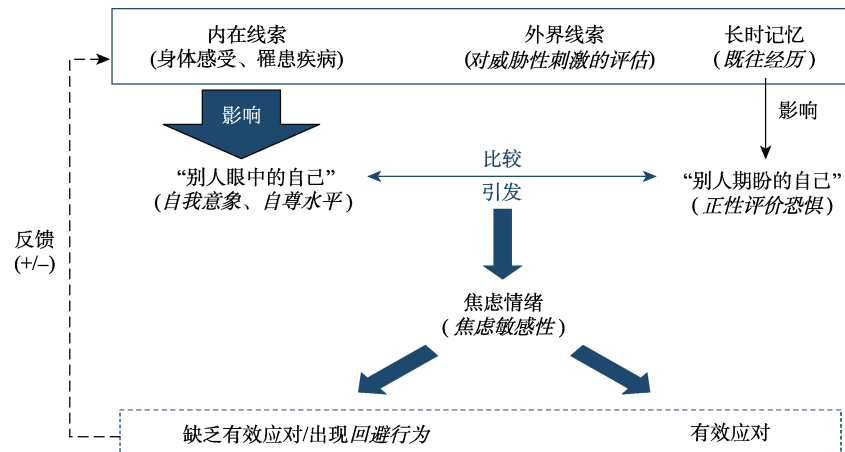 内在线索 外界线索 长时记忆
(身体感受、罹患疾病) (对威胁性刺激的评估) (既往经历)
影响 影响
“别人眼中的自己” 比较 “别人期盼的自己”
(自我意象、自尊水平) 引发 (正性评价恐惧)
反馈
(+/–)
焦虑情绪
(焦虑敏感性)
缺乏有效应对/出现回避行为 有效应对